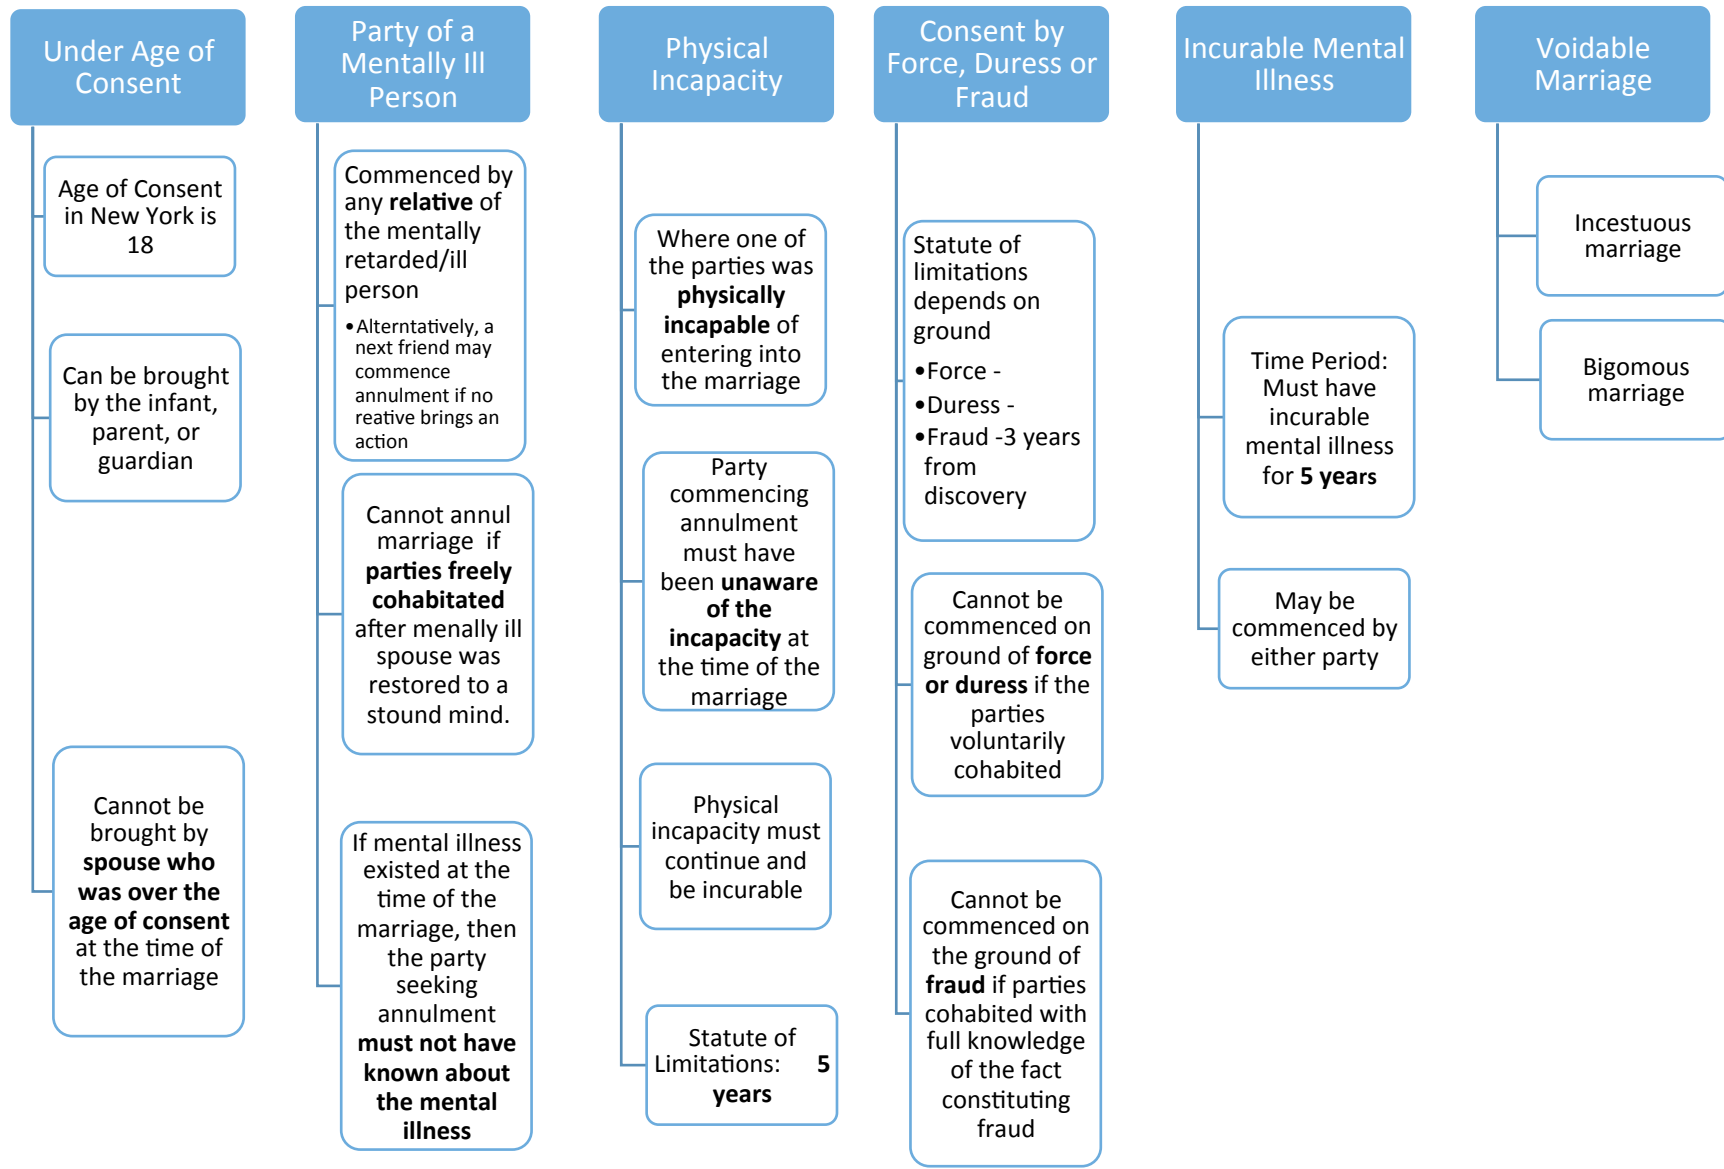 Under Age of
Consent
Age of Consent
in New York is
18
Can be brought
by the infant,
parent, or
guardian
Cannot be
brought by
spouse who
was over the
age of consent
at the time of
the marriage
Party of a
Mentally Ill
Person
Commenced by
any relative of
the mentally
retarded/ill
person
•Alterntatively, a
next friend may
commence
annulment if no
reative brings an
action
Cannot annul
marriage if
parties freely
cohabitated
after menally ill
spouse was
restored to a
stound mind.
If mental illness
existed at the
time of the
marriage, then
the party
seeking
annulment
must not have
known about
the mental
illness
Physical
Incapacity
Where one of
the parties was
physically
incapable of
entering into
the marriage
Party
commencing
annulment
must have
been unaware
of the
incapacity at
the time of the
marriage
Physical
incapacity must
continue and
be incurable
Statute of
Limitations: 5
years
Consent by
Force, Duress or
Fraud
Statute of
limitations
depends on
ground
•Force -
•Duress -
•Fraud -3 years
from
discovery
Cannot be
commenced on
ground of force
or duress if the
parties
voluntarily
cohabited
Cannot be
commenced on
the ground of
fraud if parties
cohabited with
full knowledge
of the fact
constituting
fraud
Incurable Mental
Illness
Time Period:
Must have
incurable
mental illness
for 5 years
May be
commenced by
either party
Voidable
Marriage
Incestuous
marriage
Bigomous
marriage